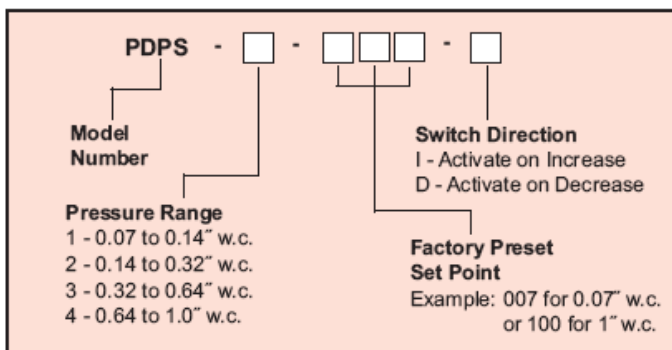 PDPS - □ - □□□ - □
Model
Number
Pressure Range
1 - 0.07 to 0.14″ w.c.
2 - 0.14 to 0.32″ w.c.
3 - 0.32 to 0.64″ w.c.
4 - 0.64 to 1.0″ w.c.
Switch Direction
I - Activate on Increase
D - Activate on Decrease
Factory Preset
Set Point
Example: 007 for 0.07″ w.c.
or 100 for 1″ w.c.